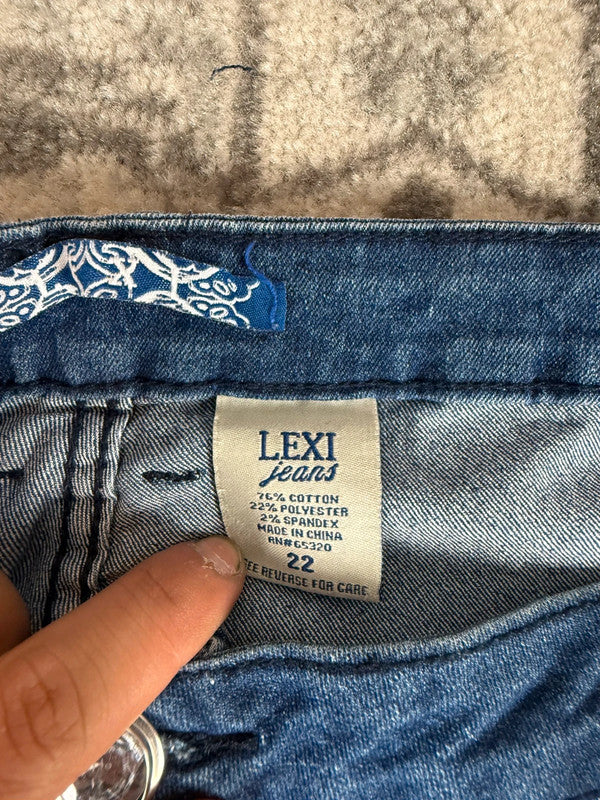 LEXI
jeans
76% COTTON
22% POLYESTER
2% SPANDEX
MADE IN CHINA
RN#65320
22
SEE REVERSE FOR CARE